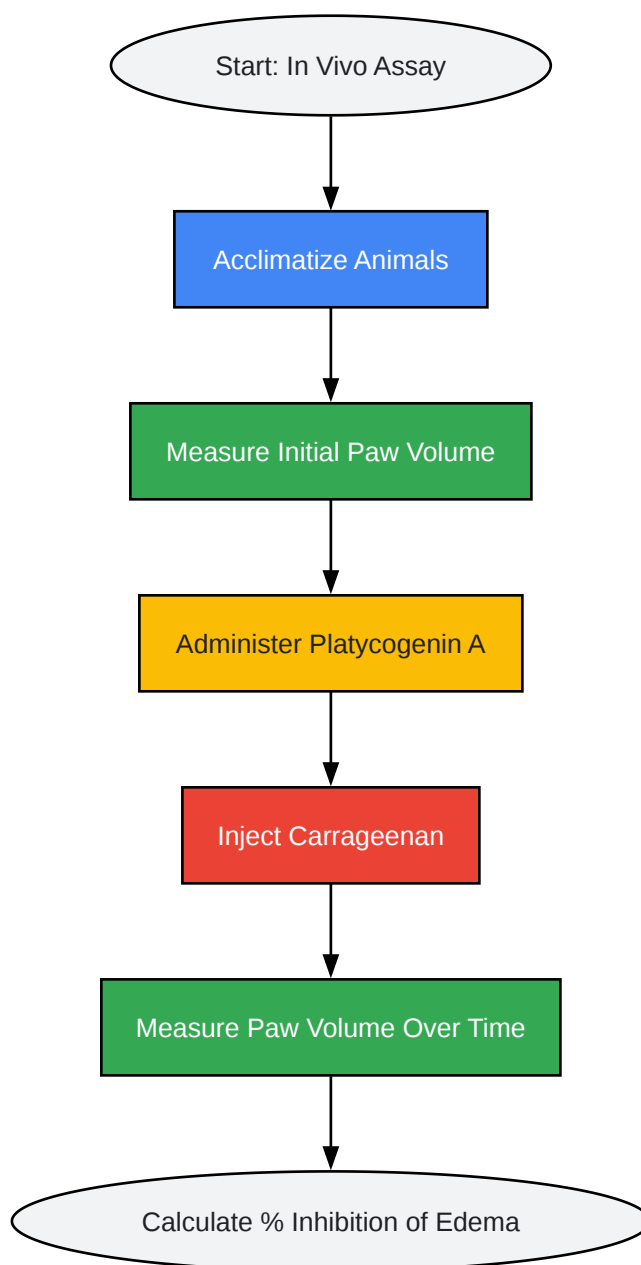 Start: In Vivo Assay
Acclimatize Animals
Measure Initial Paw Volume
Administer Platycogenin A
Inject Carrageenan
Measure Paw Volume Over Time
Calculate % Inhibition of Edema